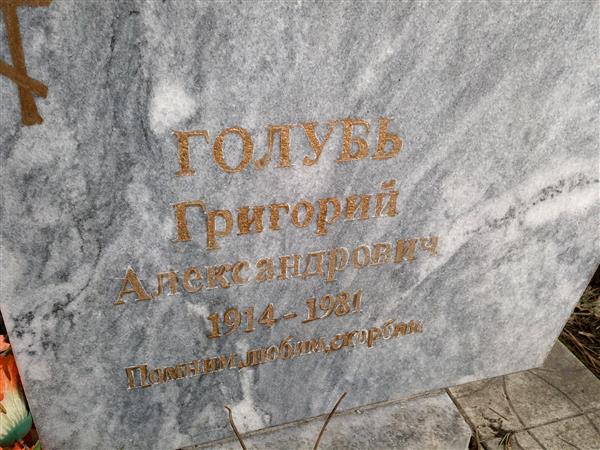 ГОЛУБЬ
Григорий
Александрович
1914-1981
Помним, любим, скорбим